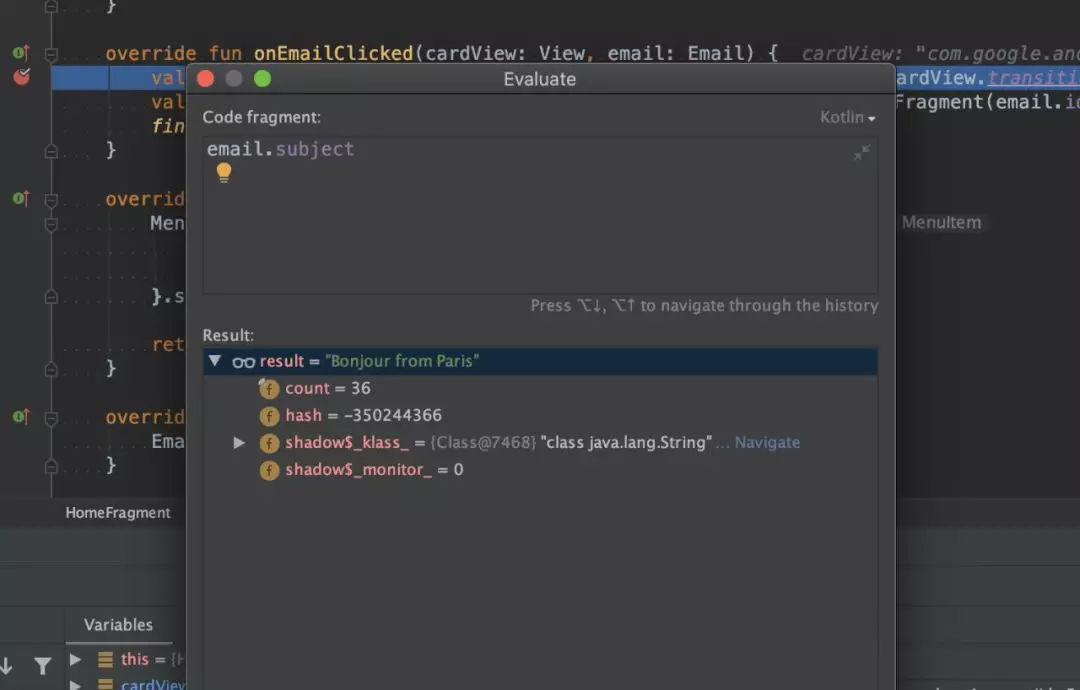 }
override fun onEmailClicked(cardView: View, email: Email) { cardView: "com.google.and
val ardView.transitio
val Fragment(email.id
fin
}
Evaluate
Code fragment:
Kotlin
email.subject
overrid
Men MenuItem
}.s
ret
}
Press ⌥↓, ⌥↑ to navigate through the history
Result:
result = "Bonjour from Paris"
count = 36
hash = -350244366
shadow$_klass_ = {Class@7468} "class java.lang.String"... Navigate
shadow$_monitor_ = 0
overrid
Ema
}
HomeFragment
Variables
this = {H
cardView